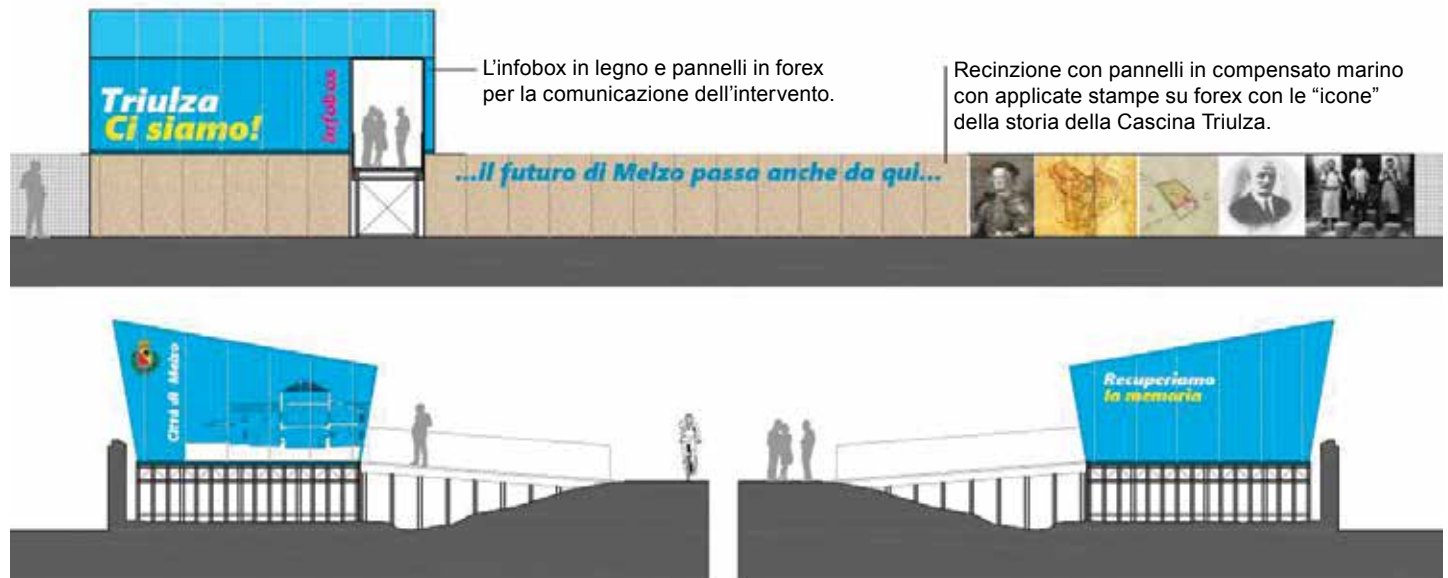 Triulza
Ci siamo!
Infobox
L'infobox in legno e pannelli in forex
per la comunicazione dell'intervento.
Recinzione con pannelli in compensato marino
con applicate stampe su forex con le “icone”
della storia della Cascina Triulza.
...il futuro di Melzo passa anche da qui...
Città di Melzo
Recuperiamo
la memoria